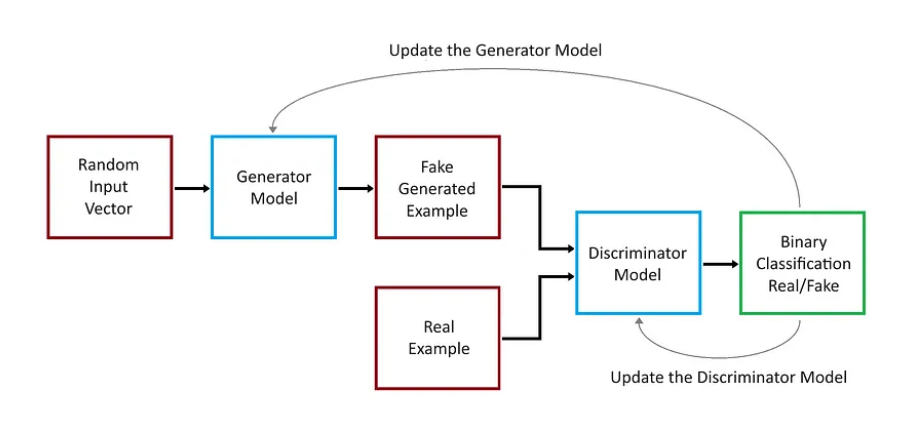 Update the Generator Model
Random
Input
Vector
Generator
Model
Fake
Generated
Example
Discriminator
Model
Binary
Classification
Real/Fake
Real
Example
Update the Discriminator Model